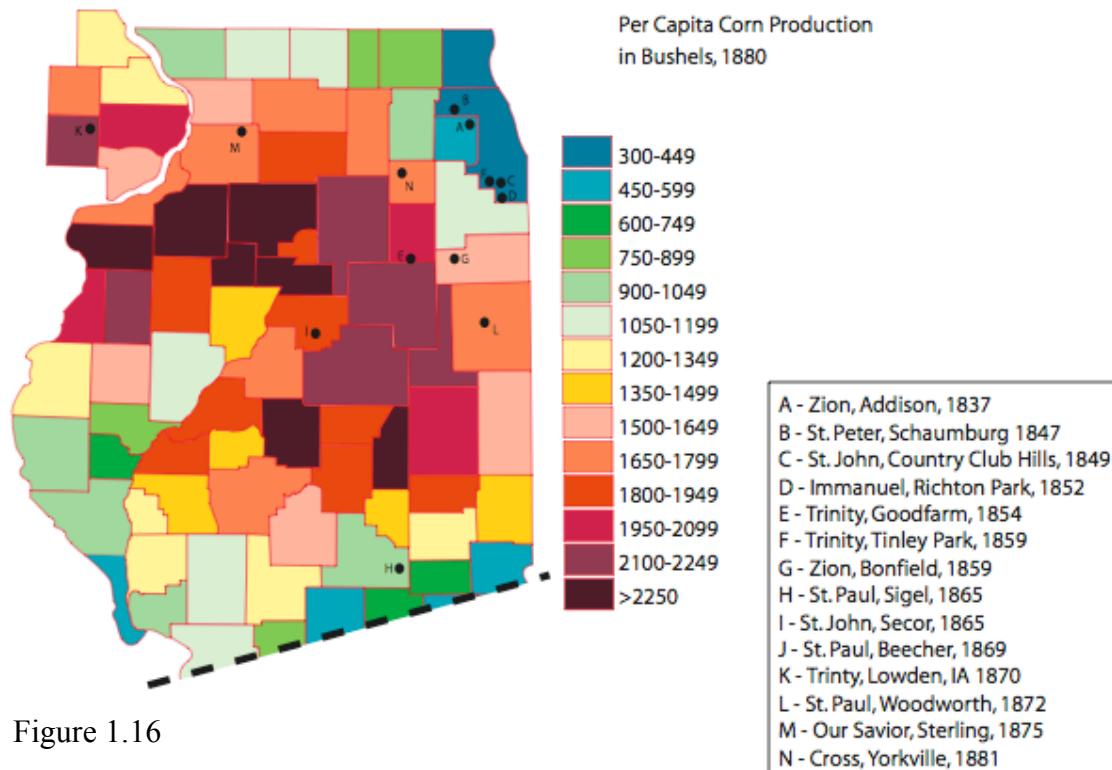 Per Capita Corn Production
in Bushels, 1880
B
K
A
M
N
F
C
D
E
G
L
I
H
300-449
450-599
600-749
750-899
900-1049
1050-1199
1200-1349
1350-1499
1500-1649
1650-1799
1800-1949
1950-2099
2100-2249
>2250
A - Zion, Addison, 1837
B - St. Peter, Schaumburg 1847
C - St. John, Country Club Hills, 1849
D - Immanuel, Richton Park, 1852
E - Trinity, Goodfarm, 1854
F - Trinity, Tinley Park, 1859
G - Zion, Bonfield, 1859
H - St. Paul, Sigel, 1865
I - St. John, Secor, 1865
J - St. Paul, Beecher, 1869
K - Trinty, Lowden, IA 1870
L - St. Paul, Woodworth, 1872
M - Our Savior, Sterling, 1875
N - Cross, Yorkville, 1881
Figure 1.16